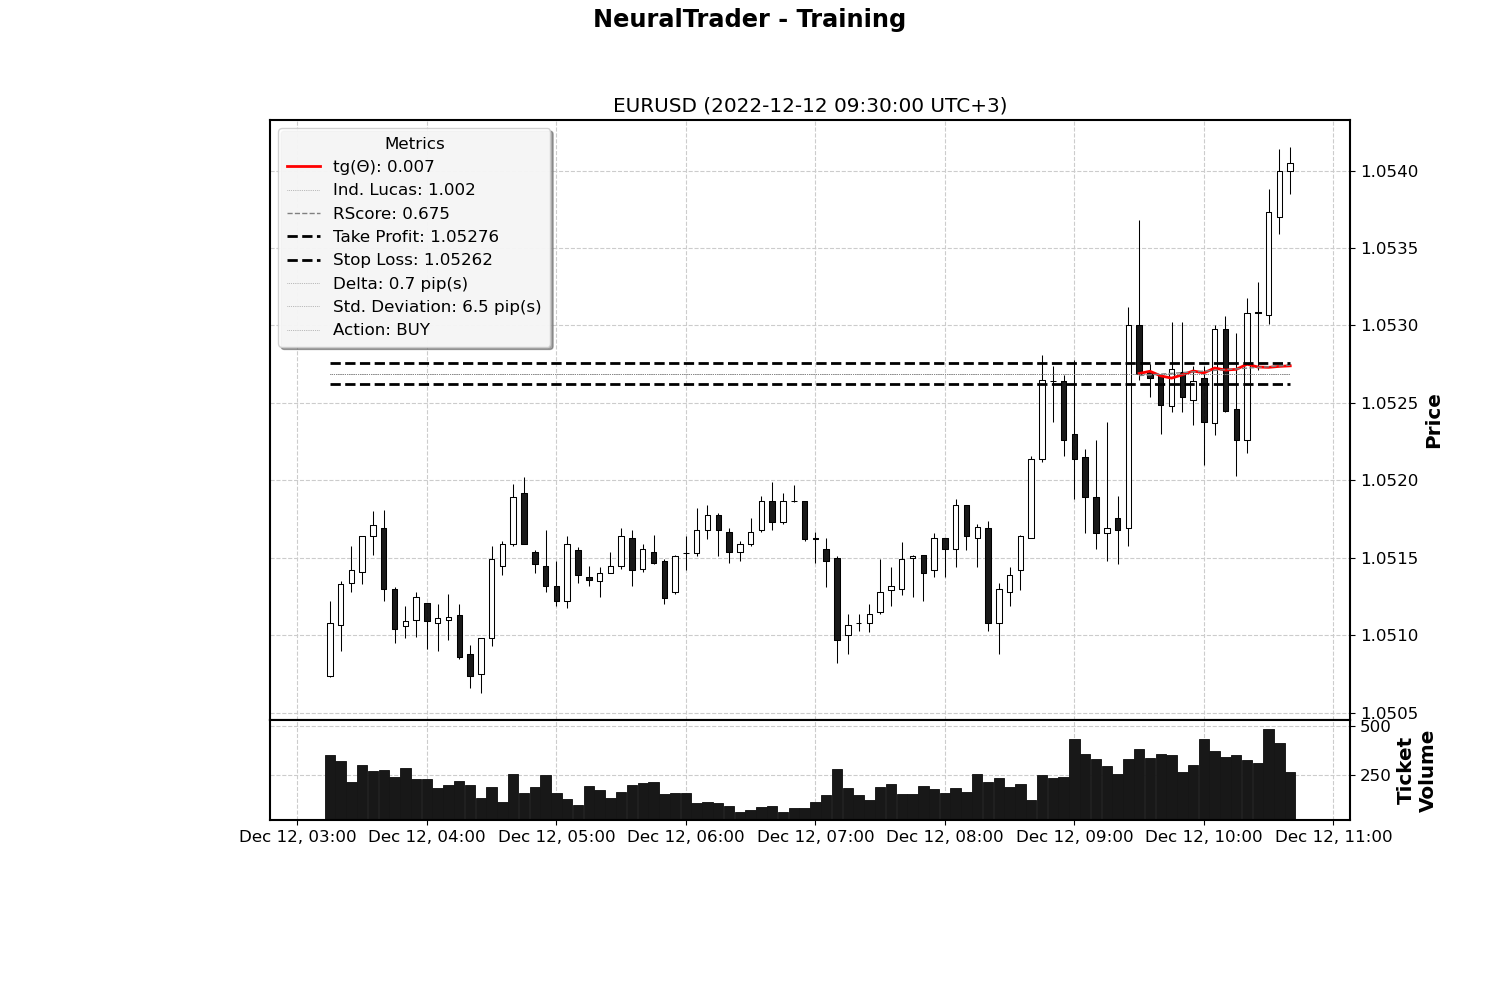 NeuralTrader - Training
EURUSD (2022-12-12 09:30:00 UTC+3)
Metrics
tg(Θ): 0.007
Ind. Lucas: 1.002
RScore: 0.675
Take Profit: 1.05276
Stop Loss: 1.05262
Delta: 0.7 pip(s)
Std. Deviation: 6.5 pip(s)
Action: BUY
1.0540
1.0535
1.0530
1.0525
1.0520
1.0515
1.0510
1.0505
Price
500
250
Ticket
Volume
Dec 12, 03:00 Dec 12, 04:00 Dec 12, 05:00 Dec 12, 06:00 Dec 12, 07:00 Dec 12, 08:00 Dec 12, 09:00 Dec 12, 10:00 Dec 12, 11:00